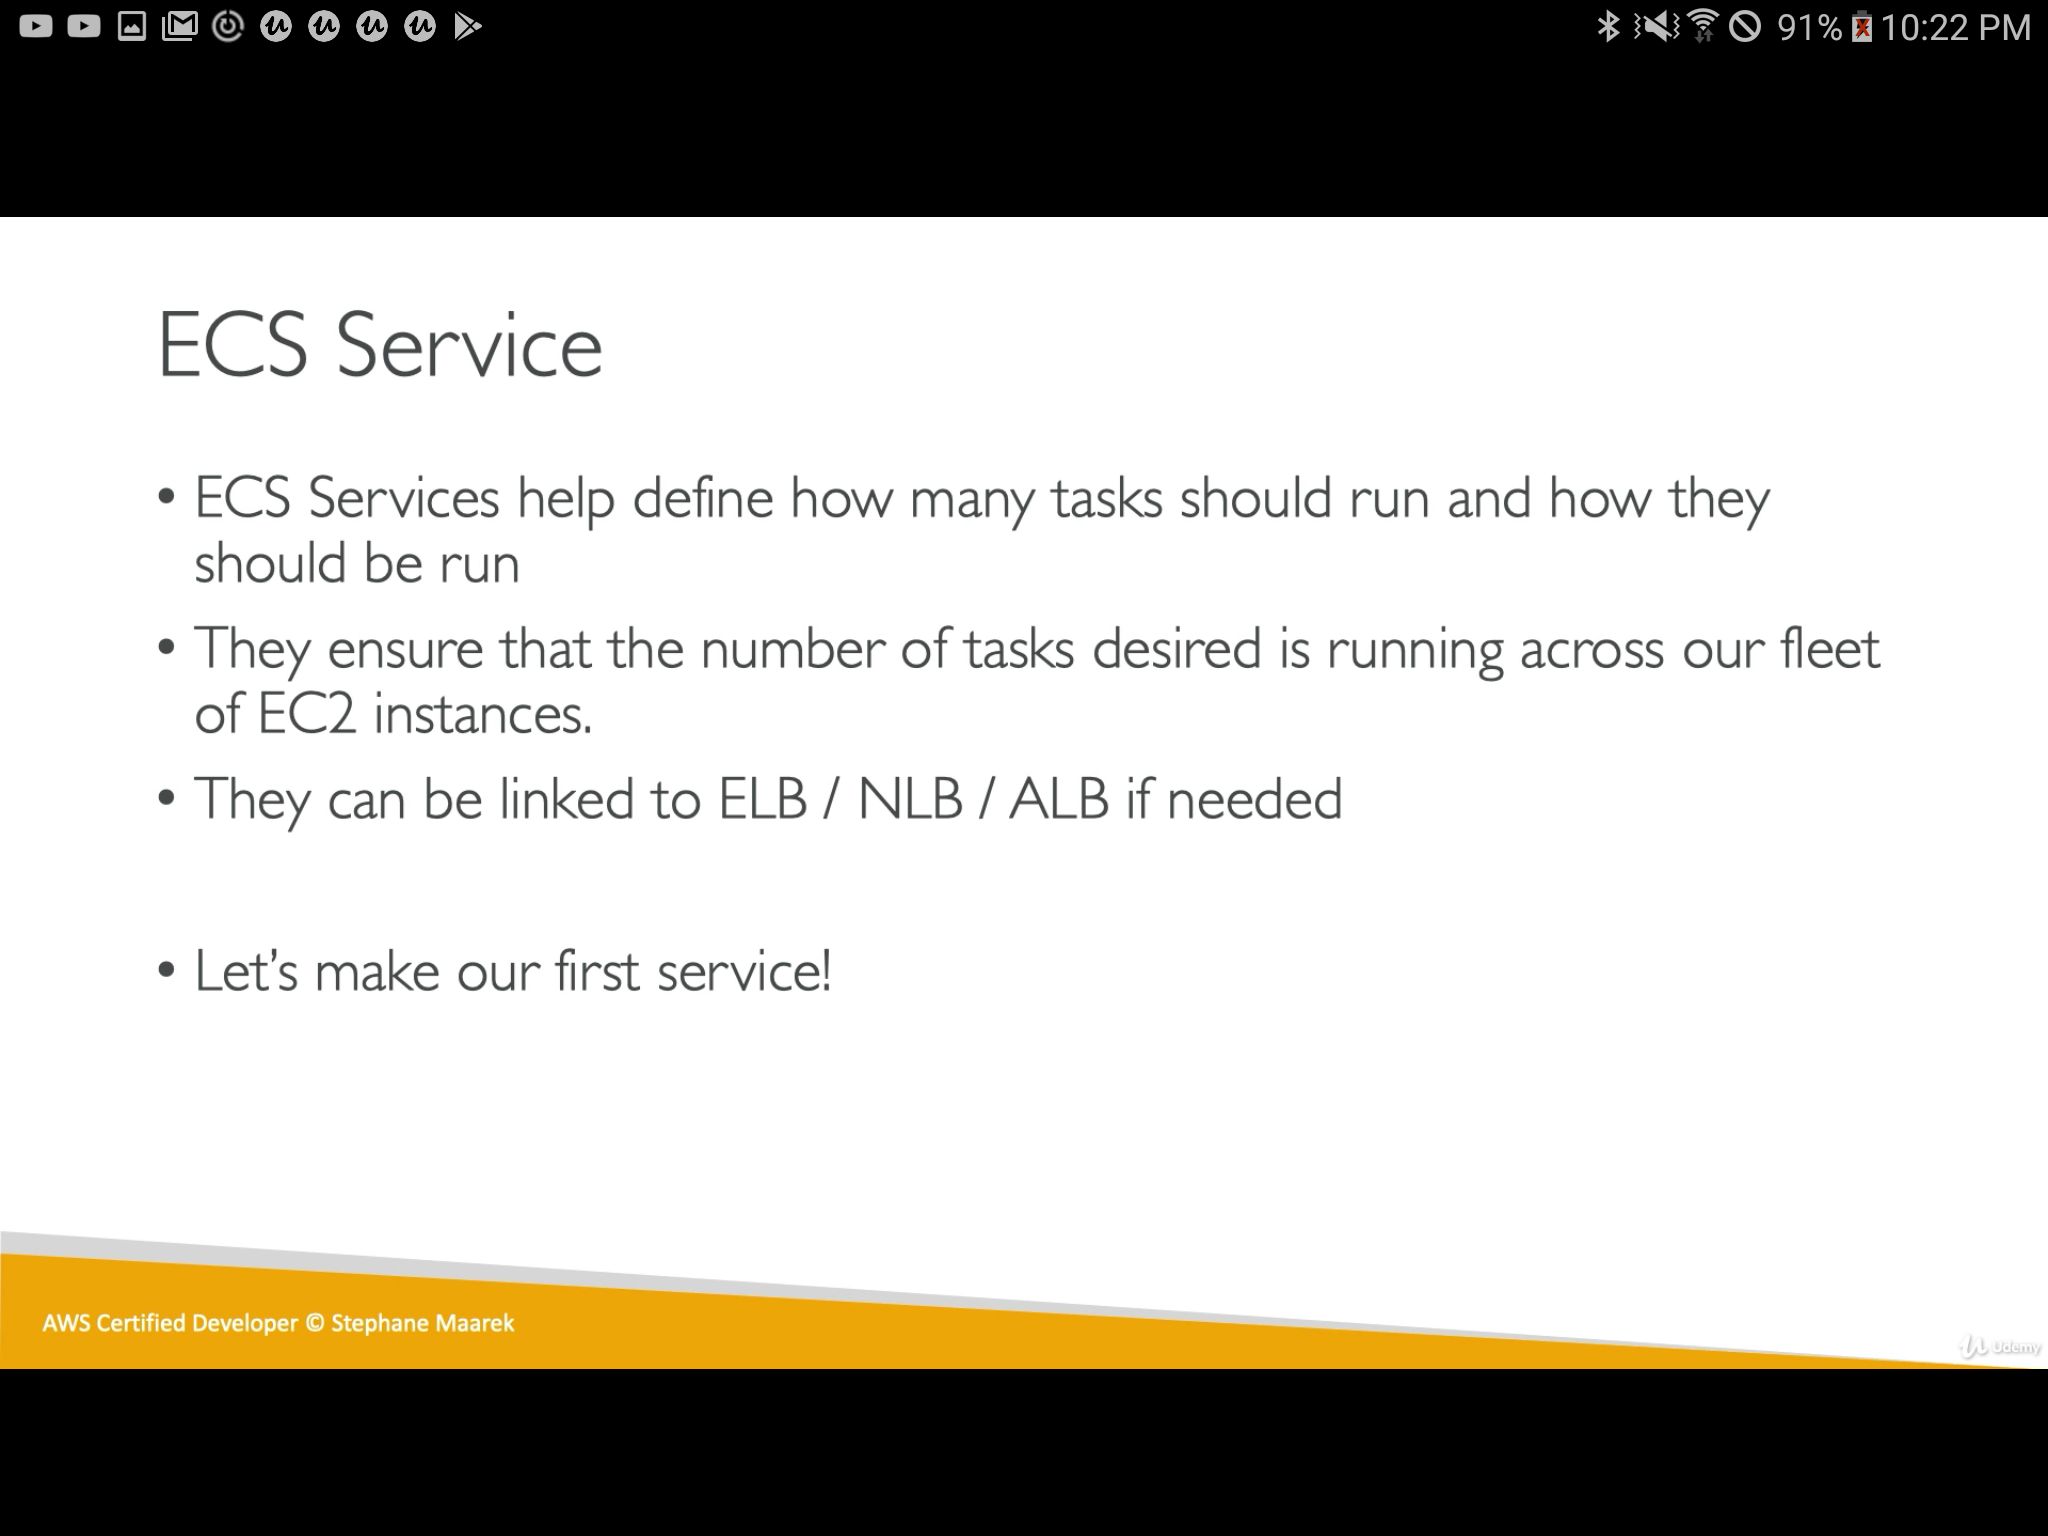 91% 10:22 PM
ECS Service
• ECS Services help define how many tasks should run and how they
should be run
• They ensure that the number of tasks desired is running across our fleet
of EC2 instances.
• They can be linked to ELB / NLB / ALB if needed
• Let's make our first service!
AWS Certified Developer © Stephane Maarek
Udemy